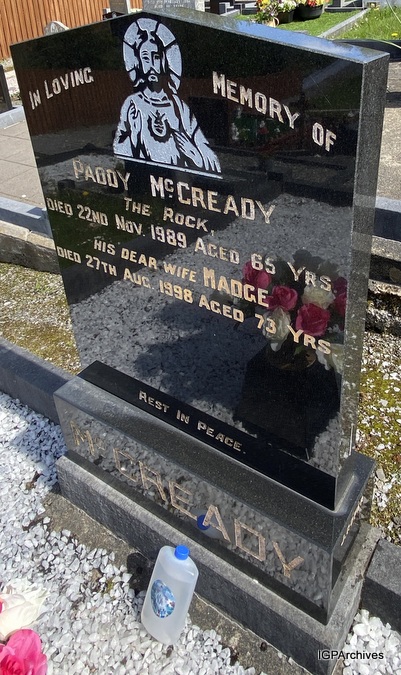 IN LOVING MEMORY OF
PADDY McCREADY
THE ROCK,
DIED 22ND NOV. 1989 AGED 65 YRS.
HIS DEAR WIFE MADGE
DIED 27TH AUG. 1998 AGED 73 YRS.
REST IN PEACE.
McCREADY
IGPArchives